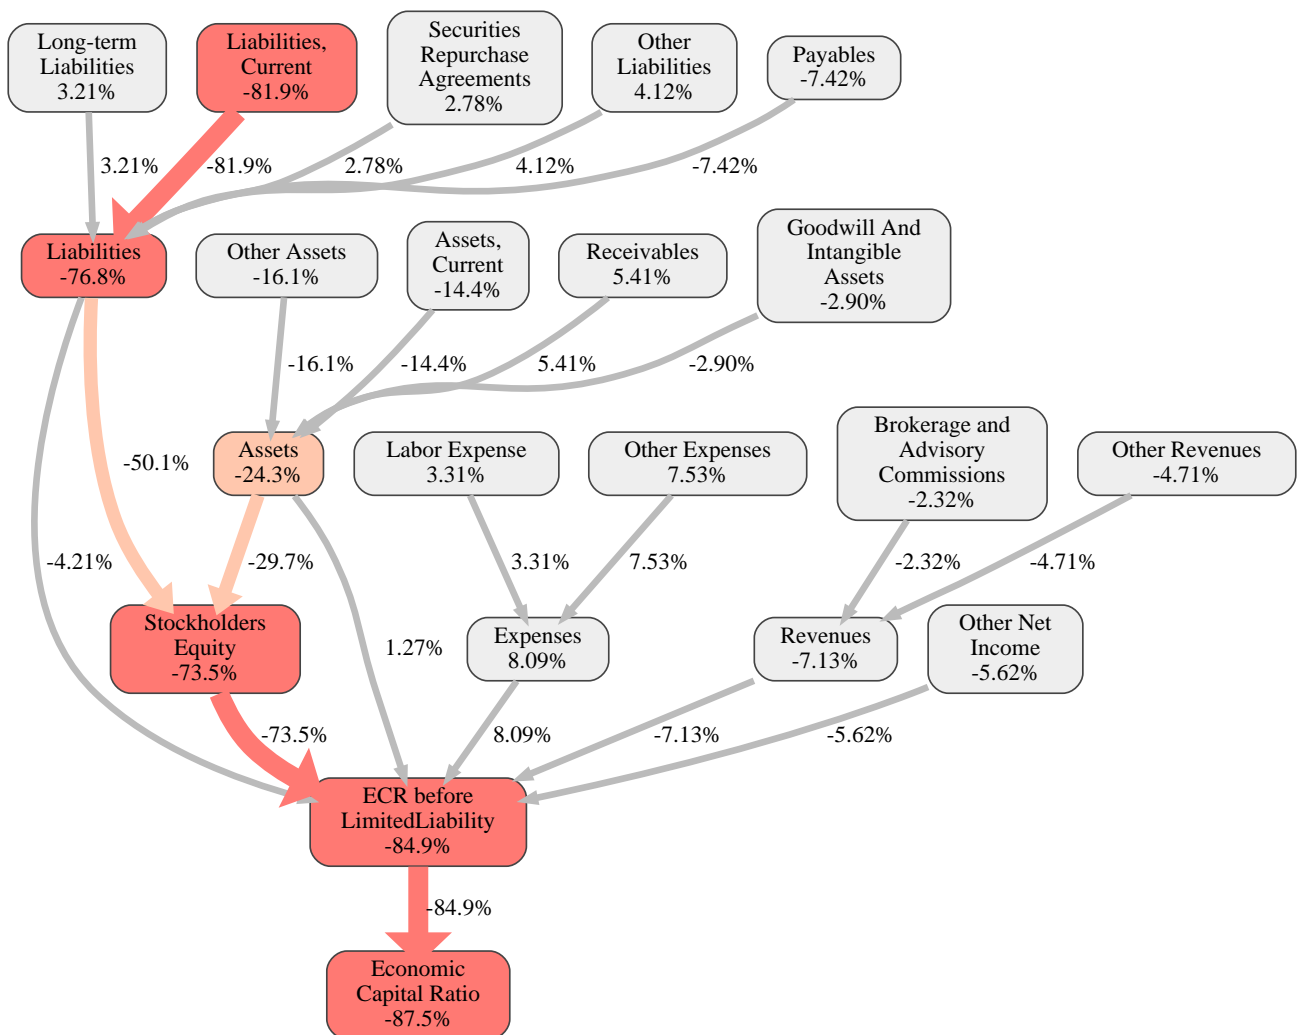 Long-term
Liabilities
3.21%
Liabilities,
Current
-81.9%
Securities
Repurchase
Agreements
2.78%
Other
Liabilities
4.12%
Payables
-7.42%
3.21%
-81.9%
2.78%
4.12%
-7.42%
Liabilities
-76.8%
Other Assets
-16.1%
Assets,
Current
-14.4%
Receivables
5.41%
Goodwill And
Intangible
Assets
-2.90%
-16.1%
-14.4%
5.41%
-2.90%
-50.1%
Assets
-24.3%
Labor Expense
3.31%
Other Expenses
7.53%
Brokerage and
Advisory
Commissions
-2.32%
Other Revenues
-4.71%
-4.21%
-29.7%
3.31%
7.53%
-2.32%
-4.71%
Stockholders
Equity
-73.5%
1.27%
Expenses
8.09%
Revenues
-7.13%
Other Net
Income
-5.62%
-73.5%
8.09%
-7.13%
-5.62%
ECR before
LimitedLiability
-84.9%
-84.9%
Economic
Capital Ratio
-87.5%